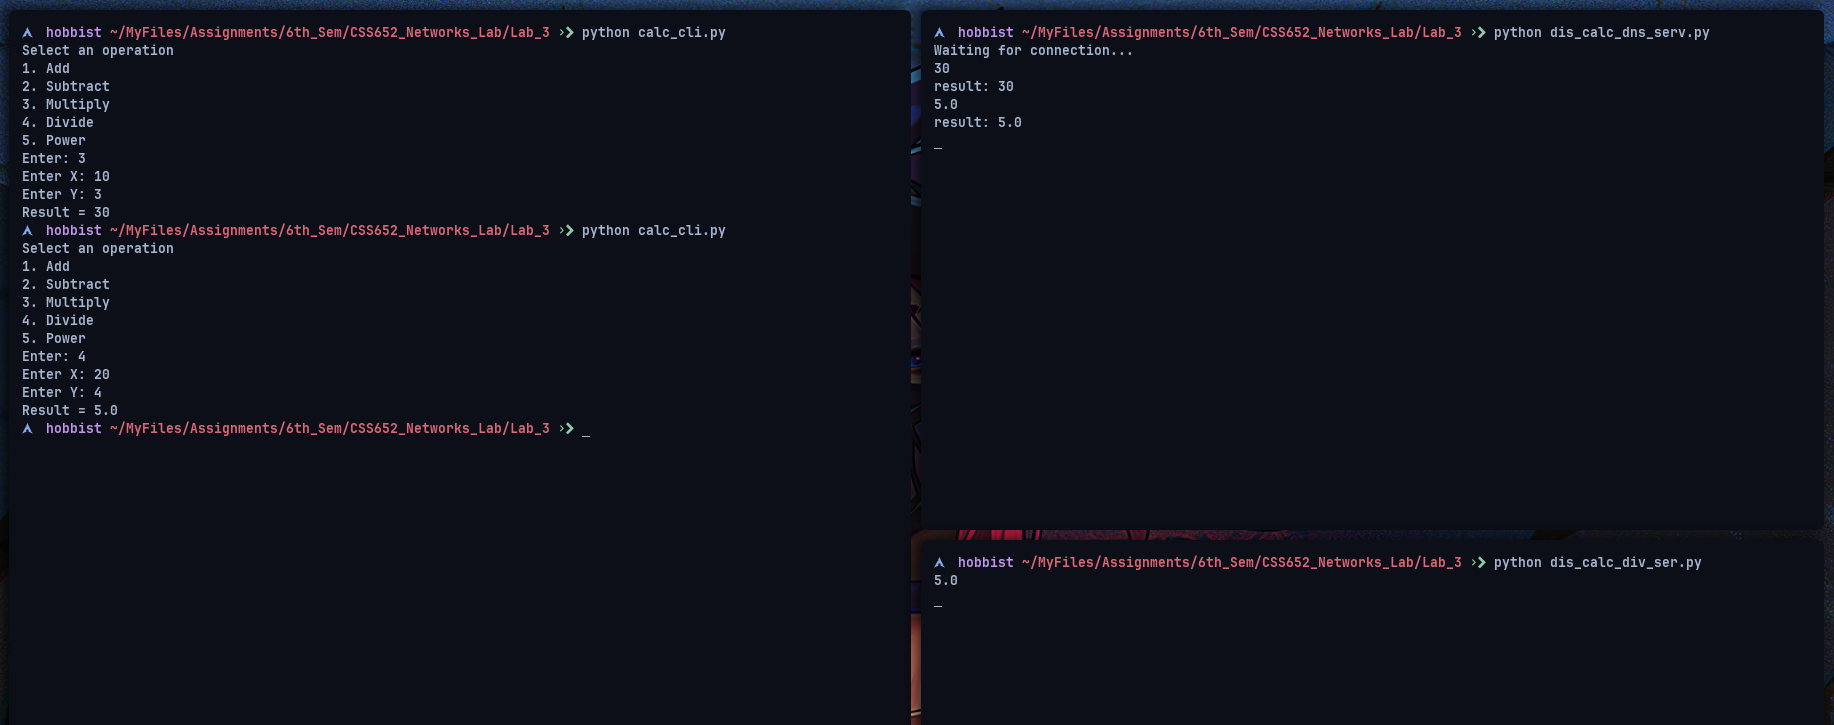 hobbist ~/MyFiles/Assignments/6th_Sem/CSS652_Networks_Lab/Lab_3 ›❯ python calc_cli.py
Select an operation
1. Add
2. Subtract
3. Multiply
4. Divide
5. Power
Enter: 3
Enter X: 10
Enter Y: 3
Result = 30
hobbist ~/MyFiles/Assignments/6th_Sem/CSS652_Networks_Lab/Lab_3 ›❯ python calc_cli.py
Select an operation
1. Add
2. Subtract
3. Multiply
4. Divide
5. Power
Enter: 4
Enter X: 20
Enter Y: 4
Result = 5.0
hobbist ~/MyFiles/Assignments/6th_Sem/CSS652_Networks_Lab/Lab_3 ›❯ _
hobbist ~/MyFiles/Assignments/6th_Sem/CSS652_Networks_Lab/Lab_3 ›❯ python dis_calc_dns_serv.py
Waiting for connection...
30
result: 30
5.0
result: 5.0
_
hobbist ~/MyFiles/Assignments/6th_Sem/CSS652_Networks_Lab/Lab_3 ›❯ python dis_calc_div_ser.py
5.0
_